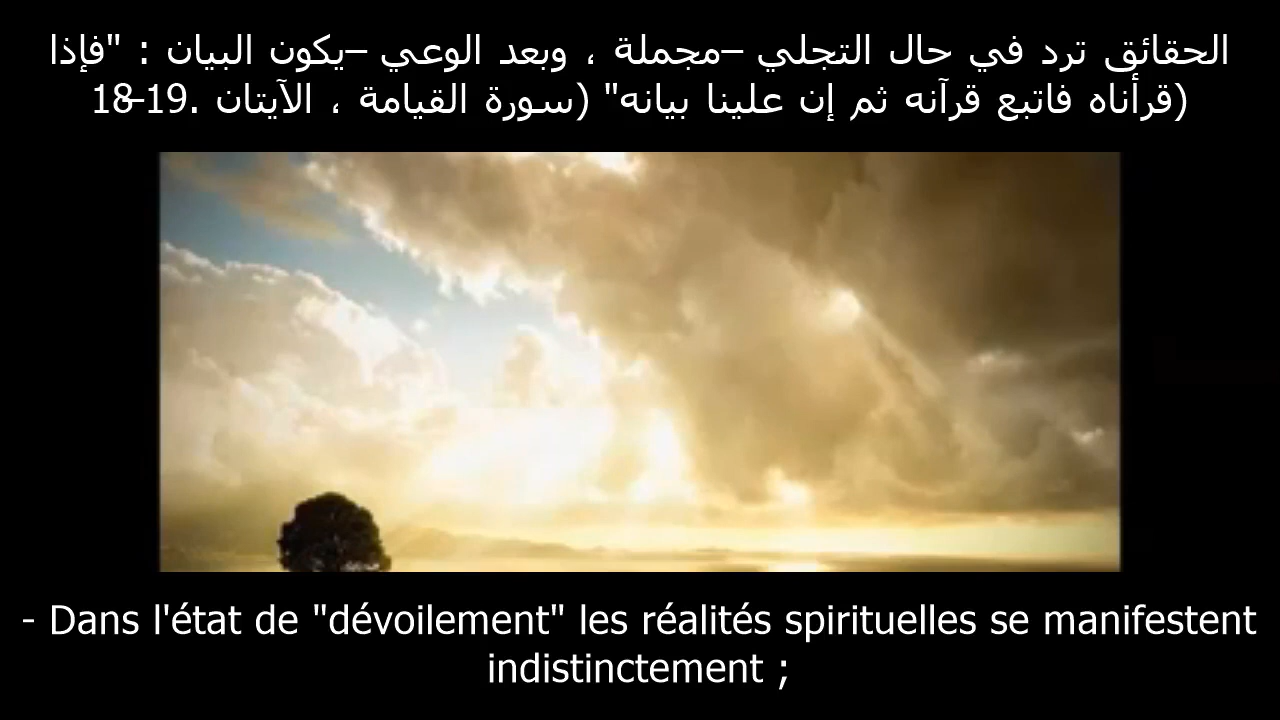 الحقائق ترد في حال التجلي –مجملة ، وبعد الوعي –يكون البيان : "فإذا
قرأناه فاتبع قرآنه ثم إن علينا بيانه" (سورة القيامة ، الآيتان .19-18)
- Dans l'état de "dévoilement" les réalités spirituelles se manifestent
indistinctement ;